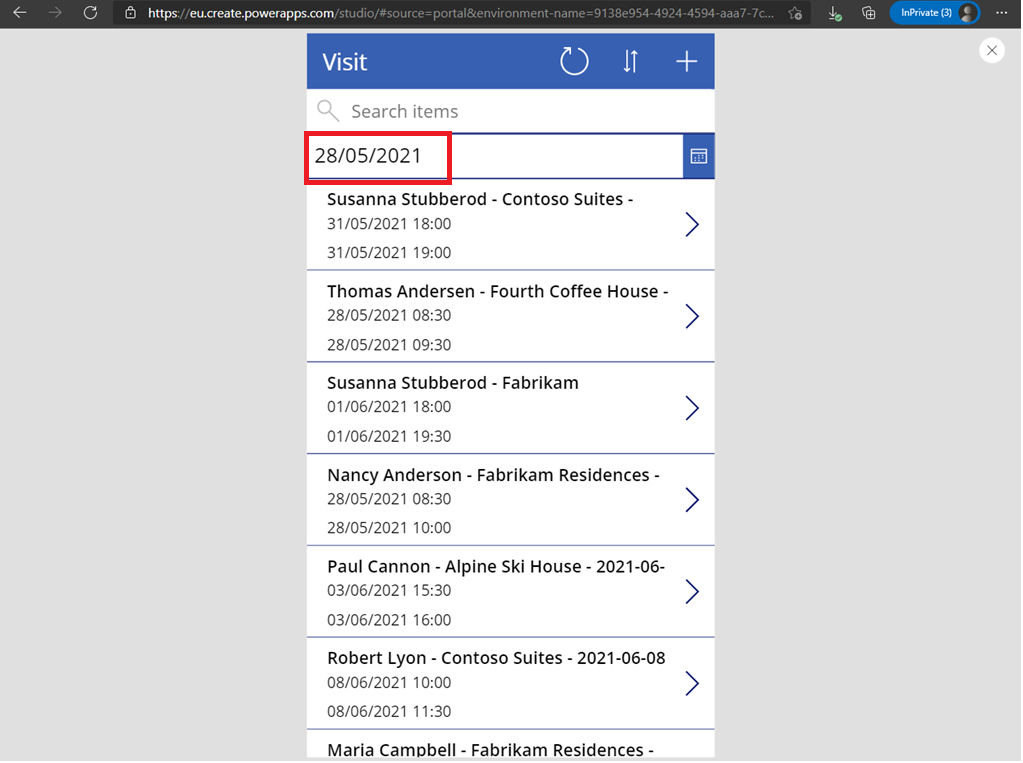 https://eu.create.powerapps.com/studio/#source=portal&environment-name=9138e954-4924-4594-aaa7-7c...
InPrivate (3)
Visit
Search items
28/05/2021
Susanna Stubberod - Contoso Suites -
31/05/2021 18:00
31/05/2021 19:00
Thomas Andersen - Fourth Coffee House -
28/05/2021 08:30
28/05/2021 09:30
Susanna Stubberod - Fabrikam
01/06/2021 18:00
01/06/2021 19:30
Nancy Anderson - Fabrikam Residences -
28/05/2021 08:30
28/05/2021 10:00
Paul Cannon - Alpine Ski House - 2021-06-
03/06/2021 15:30
03/06/2021 16:00
Robert Lyon - Contoso Suites - 2021-06-08
08/06/2021 10:00
08/06/2021 11:30
Maria Campbell - Fabrikam Residences -